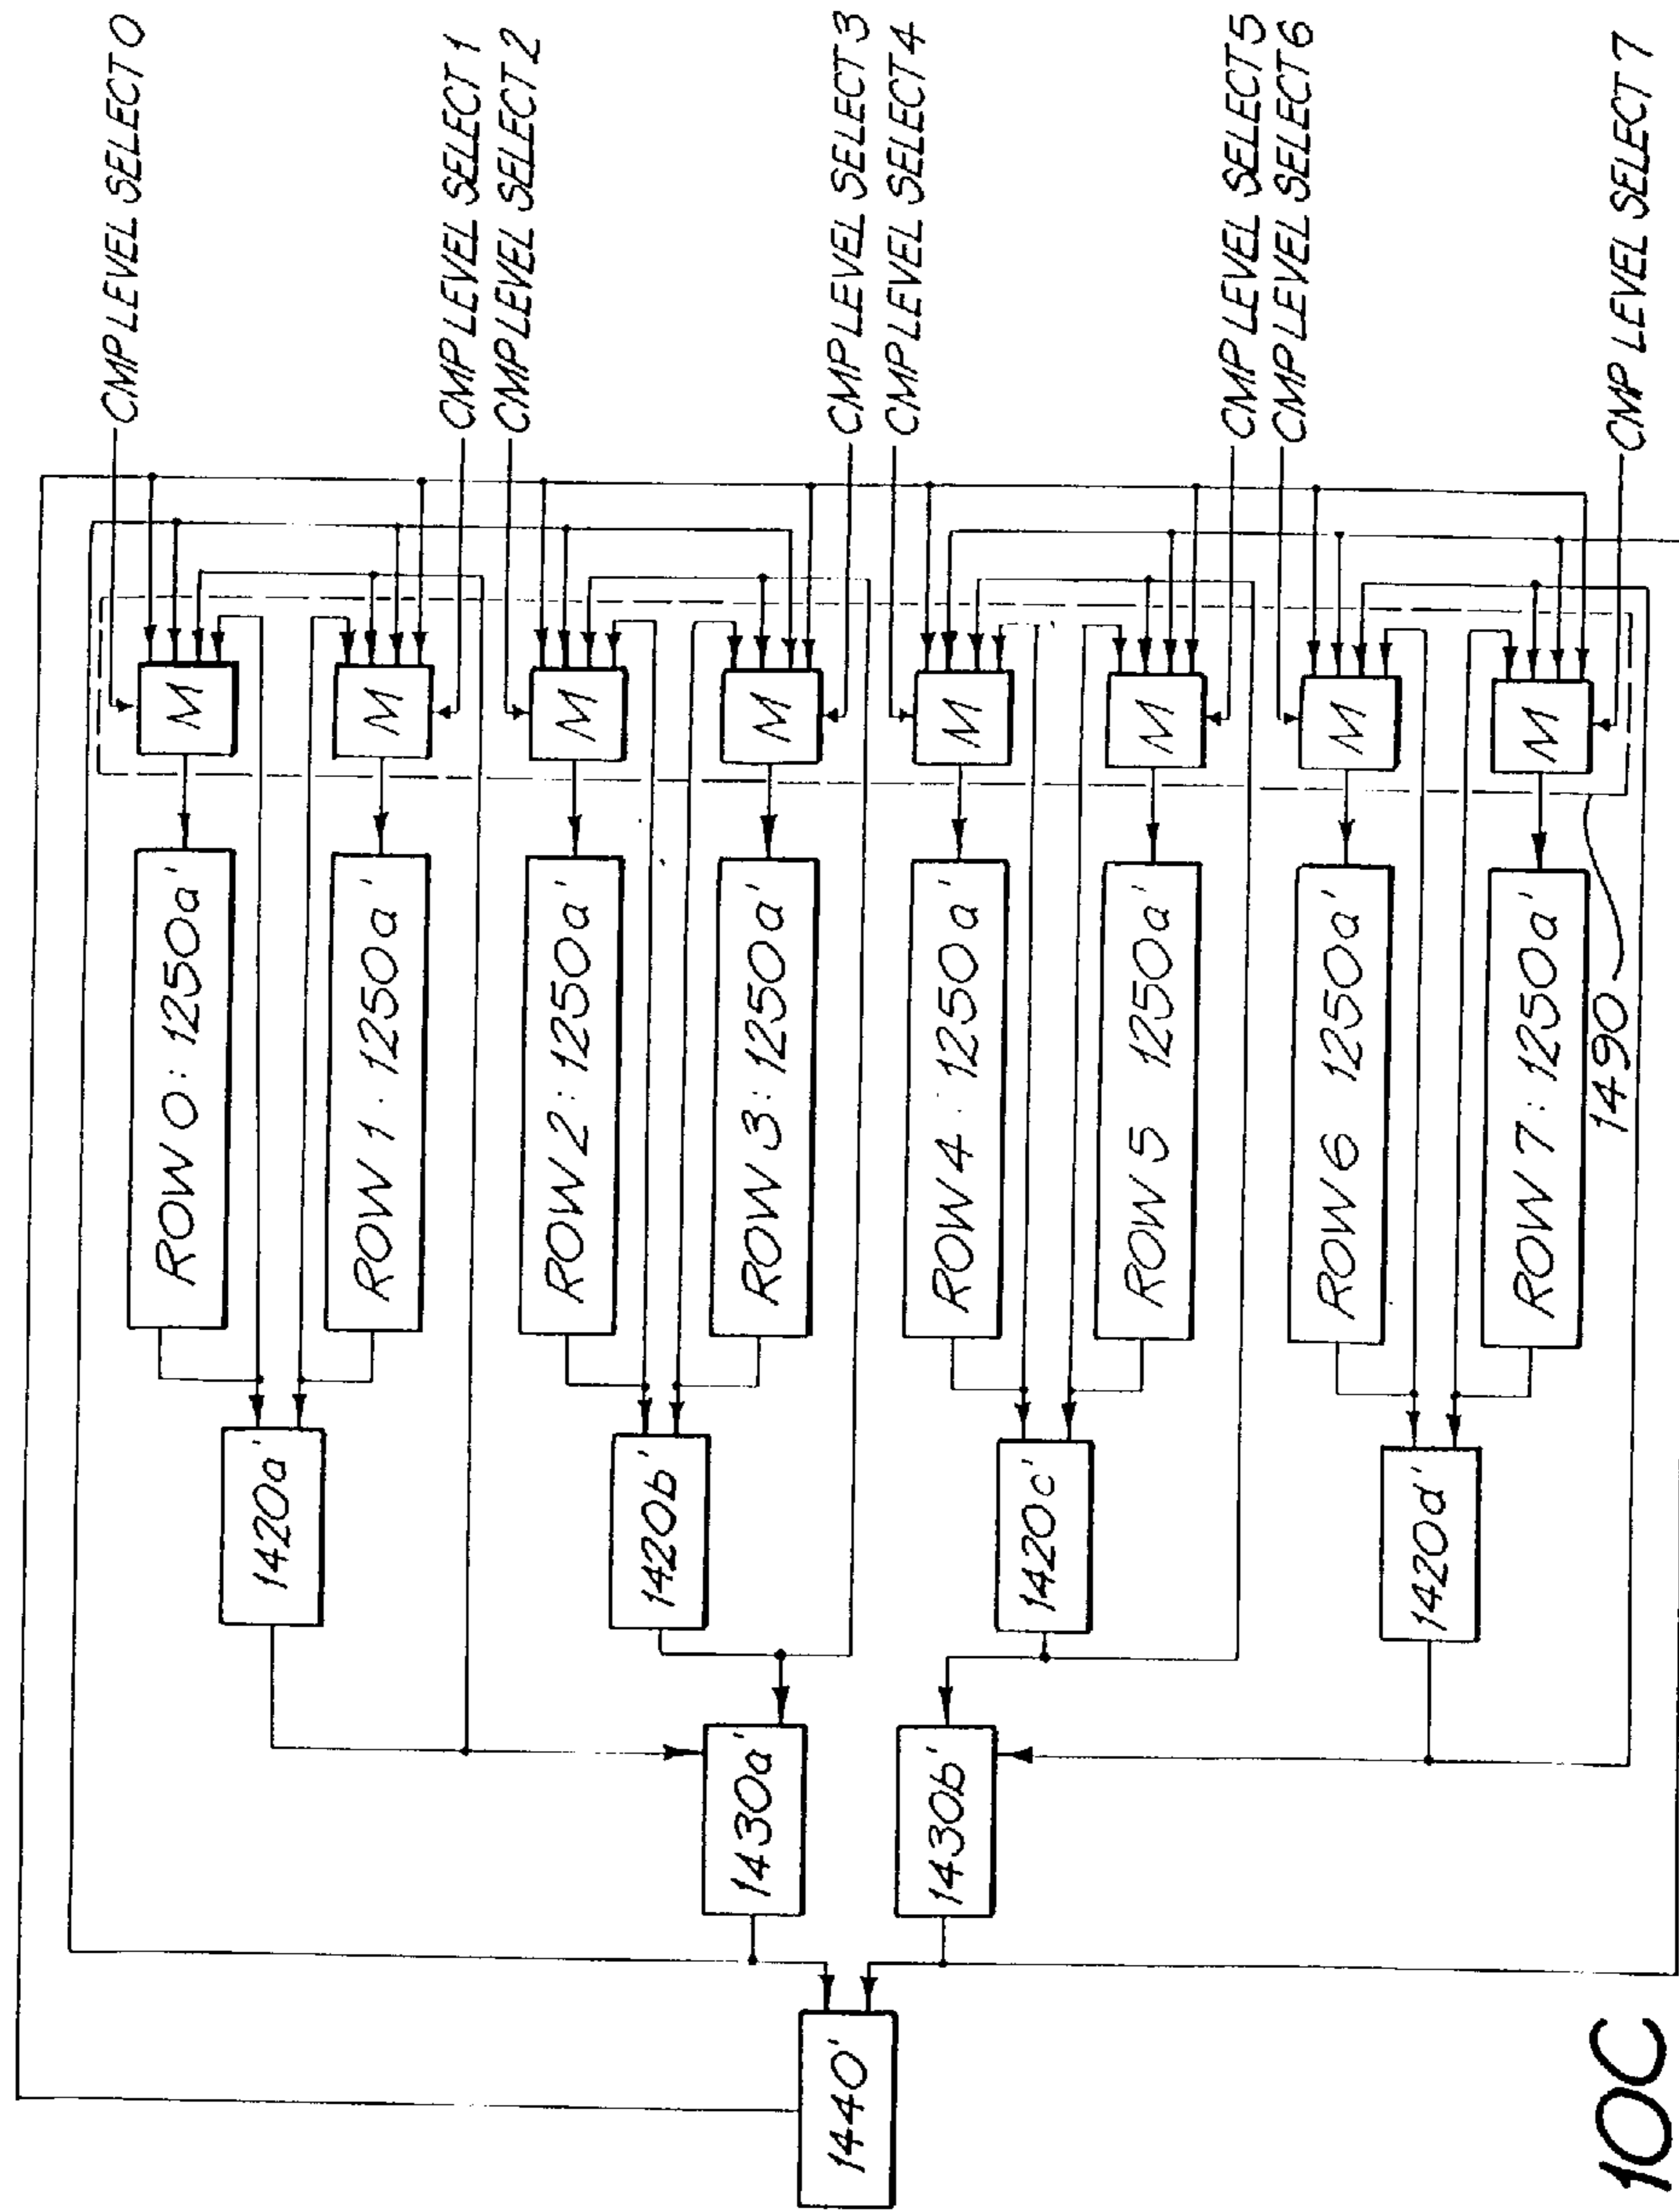 CMP LEVEL SELECT 0
CMP LEVEL SELECT 1
CMP LEVEL SELECT 2
CMP LEVEL SELECT 3
CMP LEVEL SELECT 4
CMP LEVEL SELECT 5
CMP LEVEL SELECT 6
CMP LEVEL SELECT 7
M
M
M
M
M
M
M
M
ROW 0: 1250a'
ROW 1: 1250a'
ROW 2: 1250a'
ROW 3: 1250a'
ROW 4: 1250a'
ROW 5 1250a'
ROW 6 1250a'
ROW 7: 1250a'
1490
1420a'
1420b'
1420c'
1420d'
1430a'
1430b'
1440'
10C